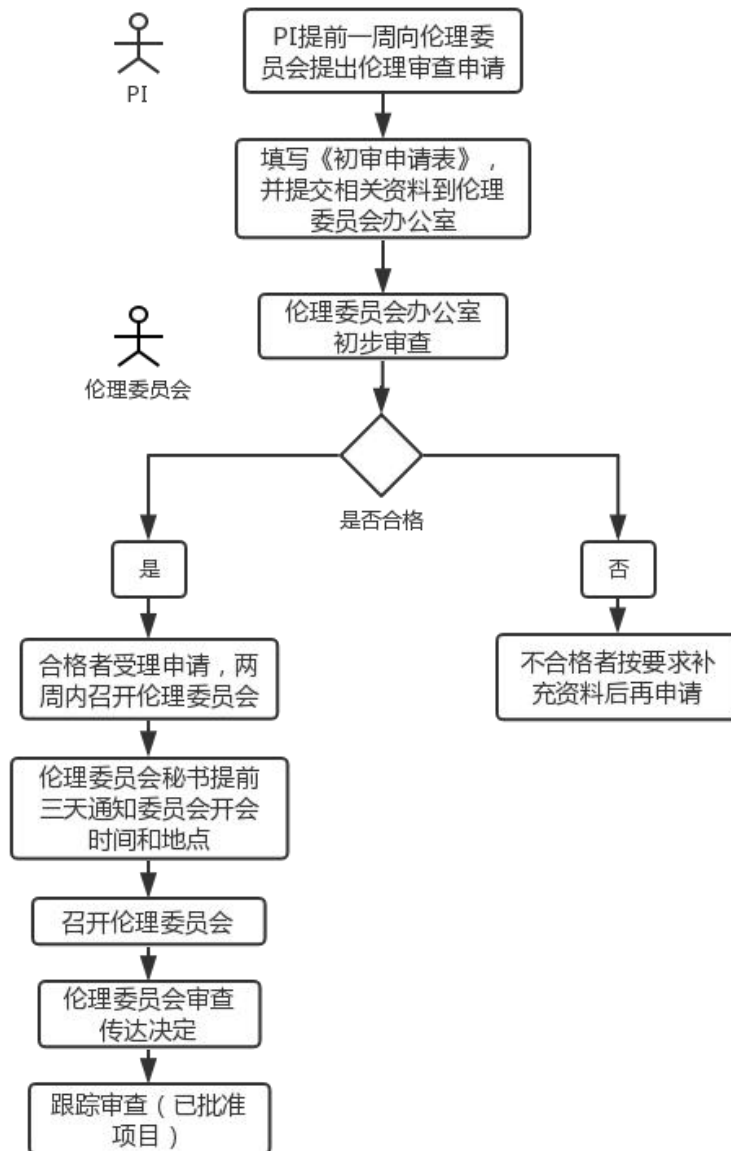 PI提前一周向伦理委
员会提出伦理审查申请
PI
填写《初审申请表》，
并提交相关资料到伦理
委员会办公室
伦理委员会办公室
初步审查
伦理委员会
是否合格
是
否
合格者受理申请，两
周内召开伦理委员会
不合格者按要求补
充资料后再申请
伦理委员会秘书提前
三天通知委员会开会
时间和地点
召开伦理委员会
伦理委员会审查
传达决定
跟踪审查（已批准
项目）